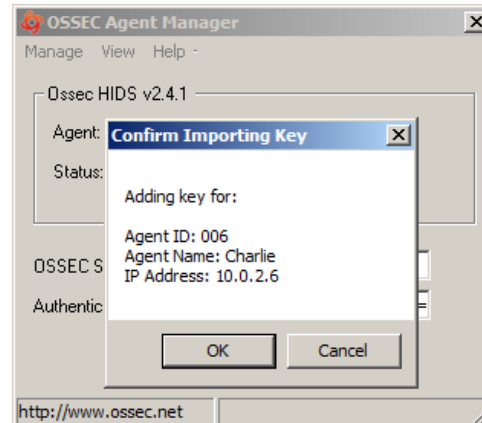 OSSEC Agent Manager
Manage View Help
Ossec HIDS v2.4.1
Agent:
Status:
Confirm Importing Key
Adding key for:
Agent ID: 006
Agent Name: Charlie
IP Address: 10.0.2.6
OSSEC S
Authentic
=
OK Cancel
http://www.ossec.net